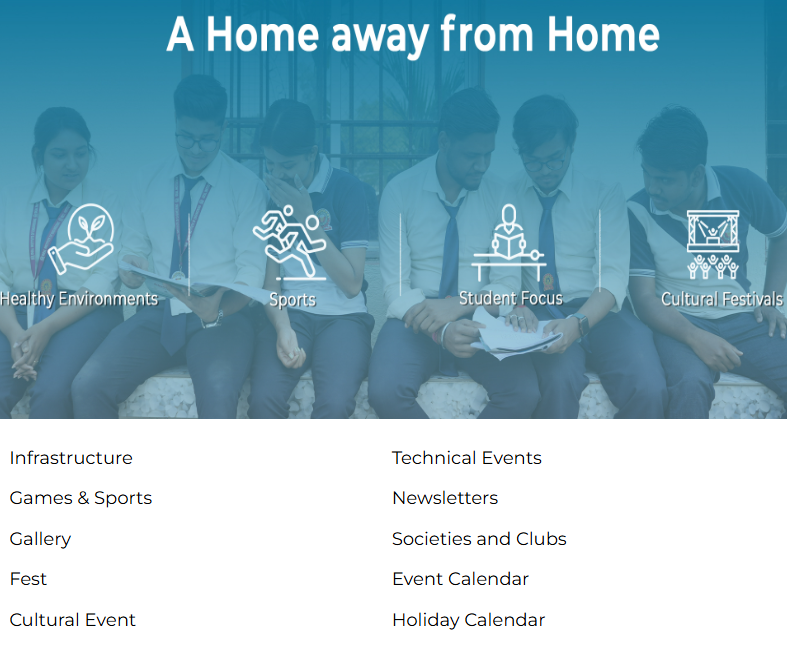 A Home away from Home
Healthy Environments
Sports
Student Focus
Cultural Festivals
Infrastructure
Games & Sports
Gallery
Fest
Cultural Event
Technical Events
Newsletters
Societies and Clubs
Event Calendar
Holiday Calendar